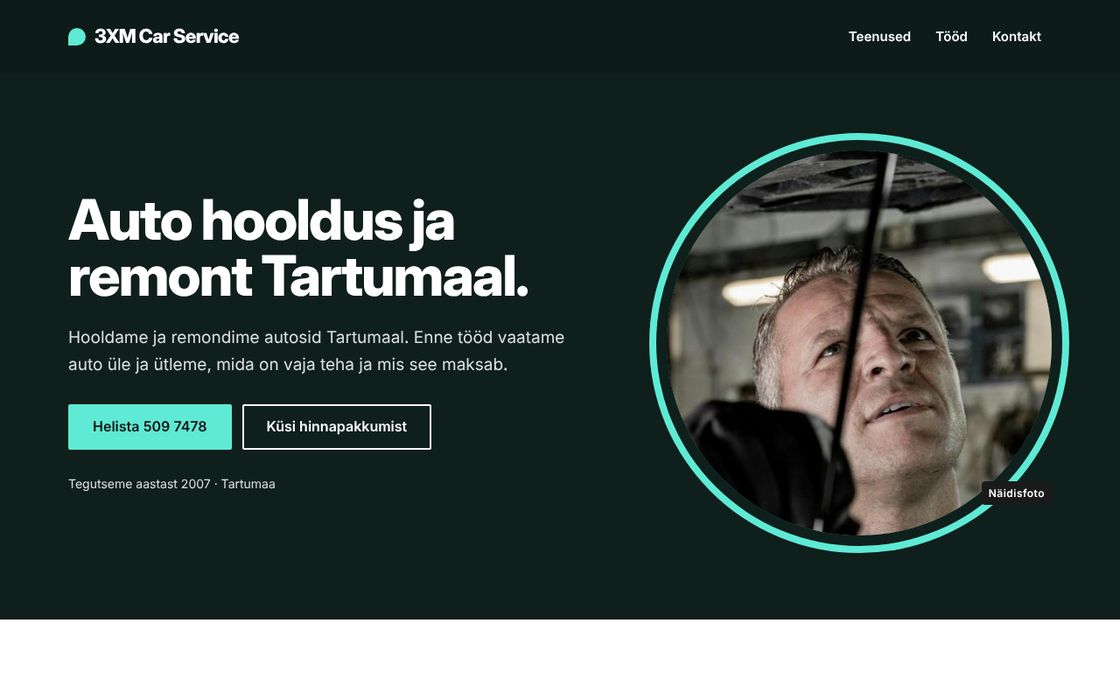 3XM Car Service
Teenused
Tööd
Kontakt
Auto hooldus ja
remont Tartumaal.
Hooldame ja remondime autosid Tartumaal. Enne tööd vaatame
auto üle ja ütleme, mida on vaja teha ja mis see maksab.
Helista 509 7478
Küsi hinnapakkumist
Tegutseme aastast 2007 · Tartumaa
Näidisfoto